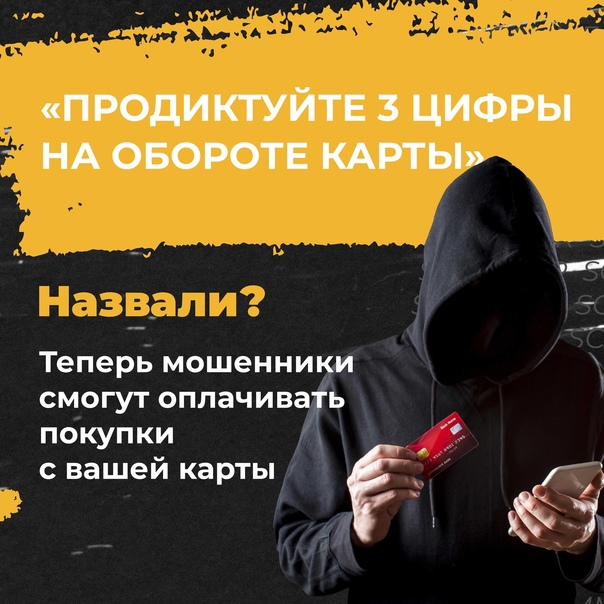 «ПРОДИКТУЙТЕ 3 ЦИФРЫ
НА ОБОРОТЕ КАРТЫ»
Назвали?
Теперь мошенники
смогут оплачивать
покупки
с вашей карты